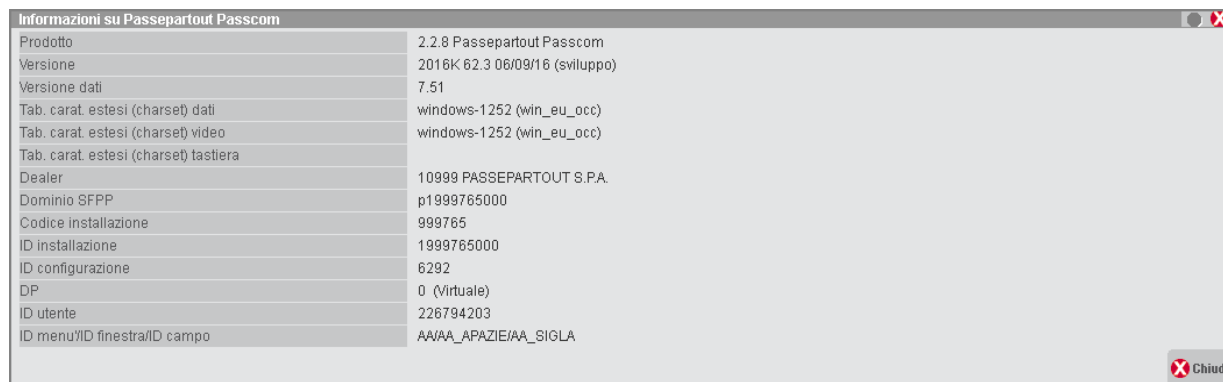 Informazioni su Passepartout Passcom
Prodotto 2.2.8 Passepartout Passcom
Versione 2016K 62.3 06/09/16 (sviluppo)
Versione dati 7.51
Tab. carat. estesi (charset) dati windows-1252 (win_eu_occ)
Tab. carat. estesi (charset) video windows-1252 (win_eu_occ)
Tab. carat. estesi (charset) tastiera
Dealer 10999 PASSEPARTOUT S.P.A.
Dominio SFPP p1999765000
Codice installazione 999765
ID installazione 1999765000
ID configurazione 6292
DP 0 (Virtuale)
ID utente 226794203
ID menu'/ID finestra/ID campo AA/AA_APAZIE/AA_SIGLA
Chiud